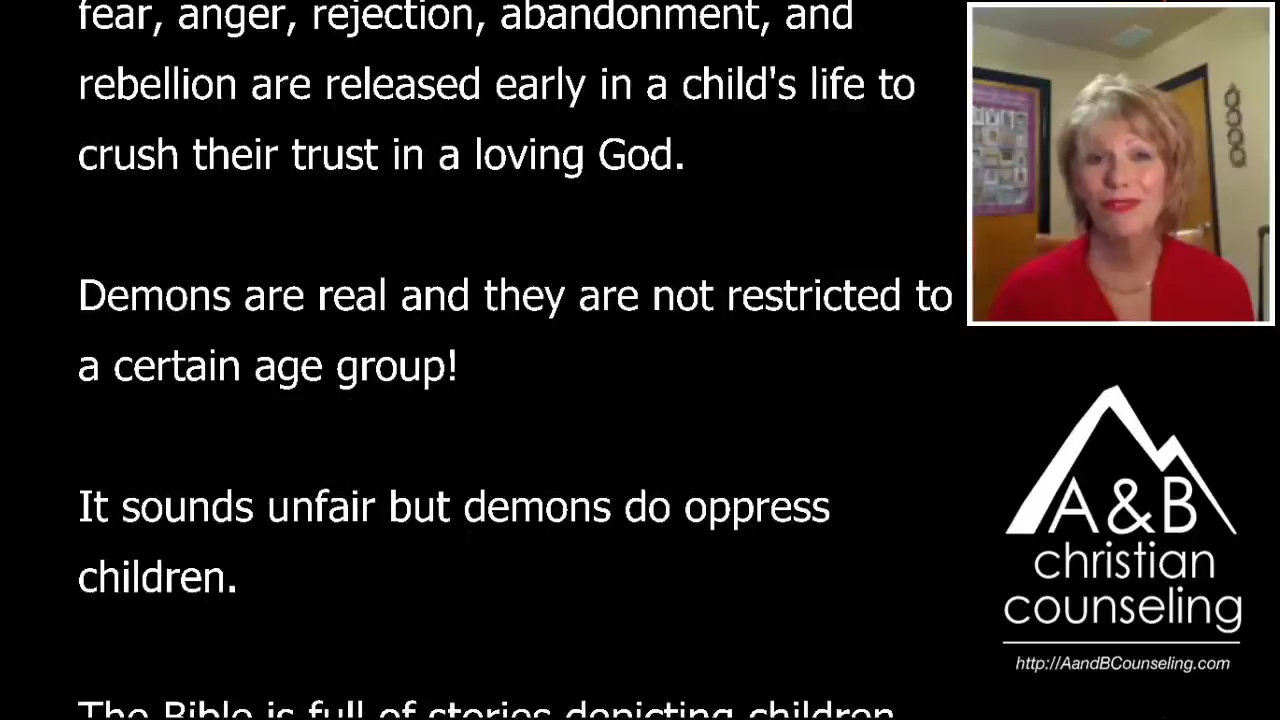 fear, anger, rejection, abandonment, and
rebellion are released early in a child's life to
crush their trust in a loving God.
Demons are real and they are not restricted to
a certain age group!
It sounds unfair but demons do oppress
children.
The Bible is full of stories depicting children
A & B
christian
counseling
http://AandBCounseling.com